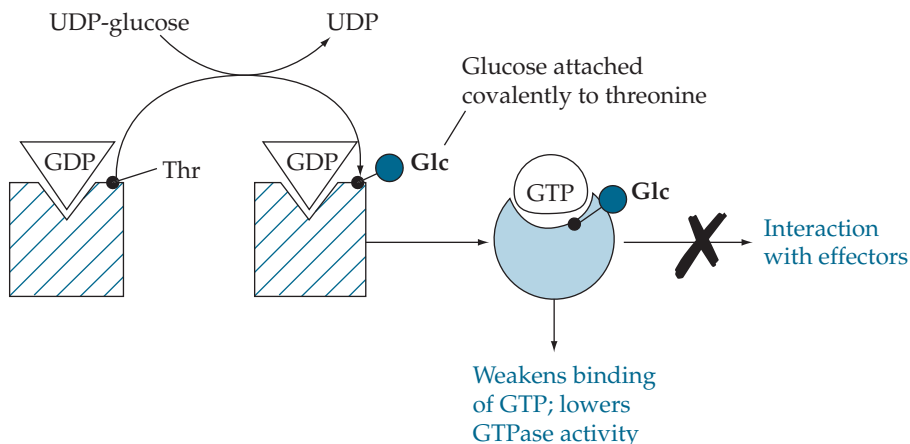 UDP-glucose
UDP
Glucose attached
covalently to threonine
GDP
Thr
GDP
Glc
GTP
Glc
Interaction
with effectors
Weakens binding
of GTP; lowers
GTPase activity